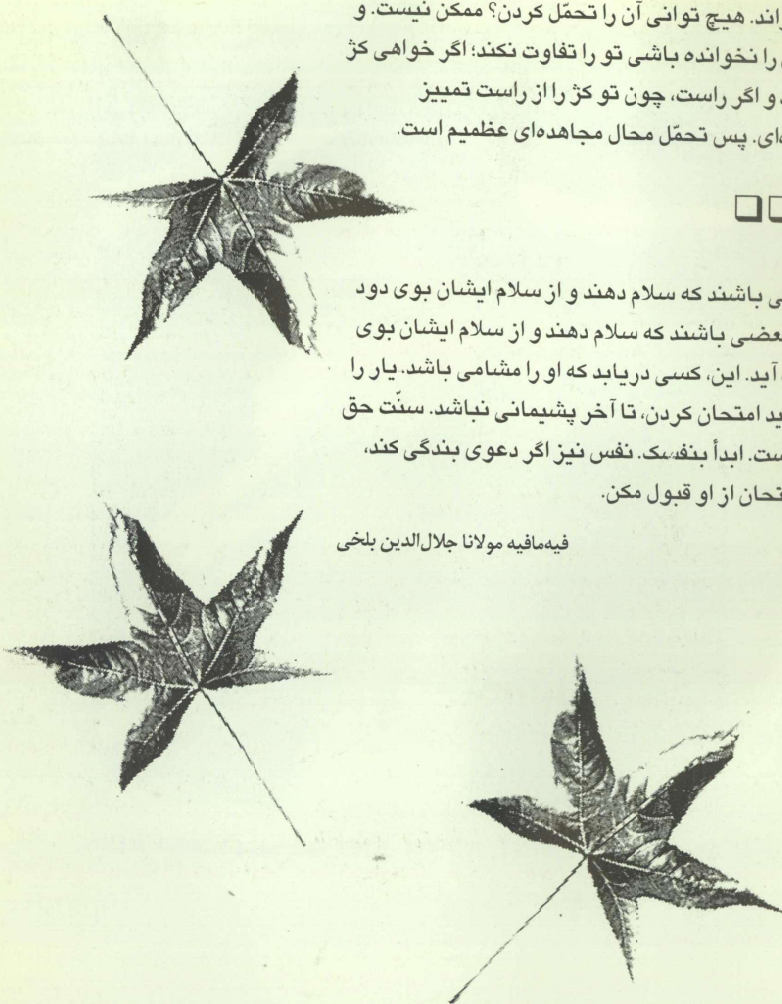 اند. هیچ توانی آن را تحمّل کردن؟ ممکن نیست. و
را نخوانده باشی تو را تفاوت نکند؛ اگر خواهی کژ
و اگر راست، چون تو کژ را از راست تمییز
ای. پس تحمّل محال مجاهده‌ای عظمیم است.
ی باشند که سلام دهند و از سلام ایشان بوی دود
عضی باشند که سلام دهند و از سلام ایشان بوی
آید. این، کسی دریابد که او را مشامی باشد. یار را
ید امتحان کردن، تا آخر پشیمانی نباشد. سنّت حق
ست. ابدأ بنفسک. نفس نیز اگر دعوی بندگی کند،
تحان از او قبول مکن.
فیه‌مافیه مولانا جلال‌الدین بلخی